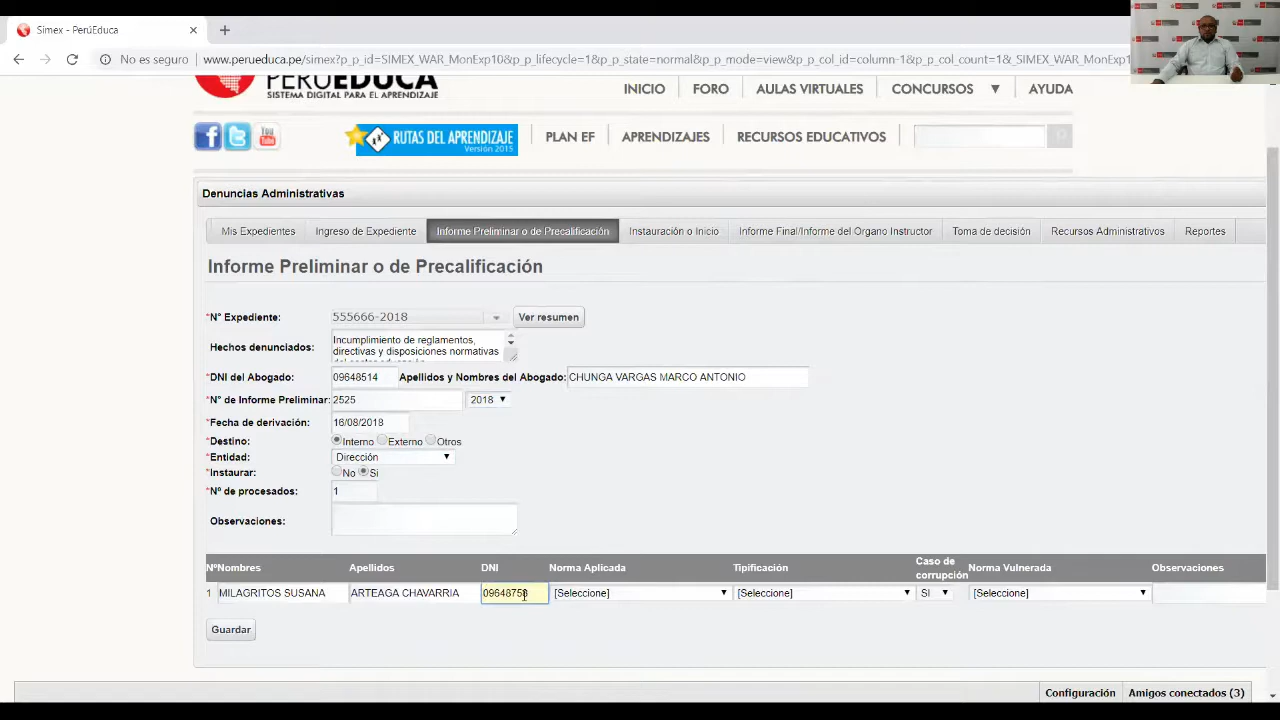 Simex - PerúEduca
No es seguro
www.perueduca.pe/simex?p_p_id=SIMEX_WAR_MonExp10&p_p_lifecycle=1&p_p_state=normal&p_p_mode=view&p_p_col_id=column-1&p_p_col_count=1&_SIMEX_WAR_MonExp1
PERÚEDUCA
SISTEMA DIGITAL PARA EL APRENDIZAJE
INICIO FORO AULAS VIRTUALES CONCURSOS AYUDA
RUTAS DEL APRENDIZAJE
Versión 2015
PLAN EF APRENDIZAJES RECURSOS EDUCATIVOS
You Tube
Denuncias Administrativas
Mis Expedientes Ingreso de Expediente Informe Preliminar o de Precalificación Instauración o Inicio Informe Final/Informe del Organo Instructor Toma de decisión Recursos Administrativos Reportes
Informe Preliminar o de Precalificación
*N° Expediente: 555666-2018 Ver resumen
Hechos denunciados: Incumplimiento de reglamentos,
directivas y disposiciones normativas
*DNI del Abogado: 09648514 Apellidos y Nombres del Abogado: CHUNGA VARGAS MARCO ANTONIO
*N° de Informe Preliminar: 2525 2018
*Fecha de derivación: 16/08/2018
*Destino: Interno Externo Otros
*Entidad: Dirección
*Instaurar: No Si
*Nº de procesados: 1
Observaciones:
Nº Nombres Apellidos DNI Norma Aplicada Tipificación Caso de corrupción Norma Vulnerada Observaciones
1 MILAGRITOS SUSANA ARTEAGA CHAVARRIA 09648758 [Seleccione] [Seleccione] SI [Seleccione]
Guardar
Configuración Amigos conectados (3)